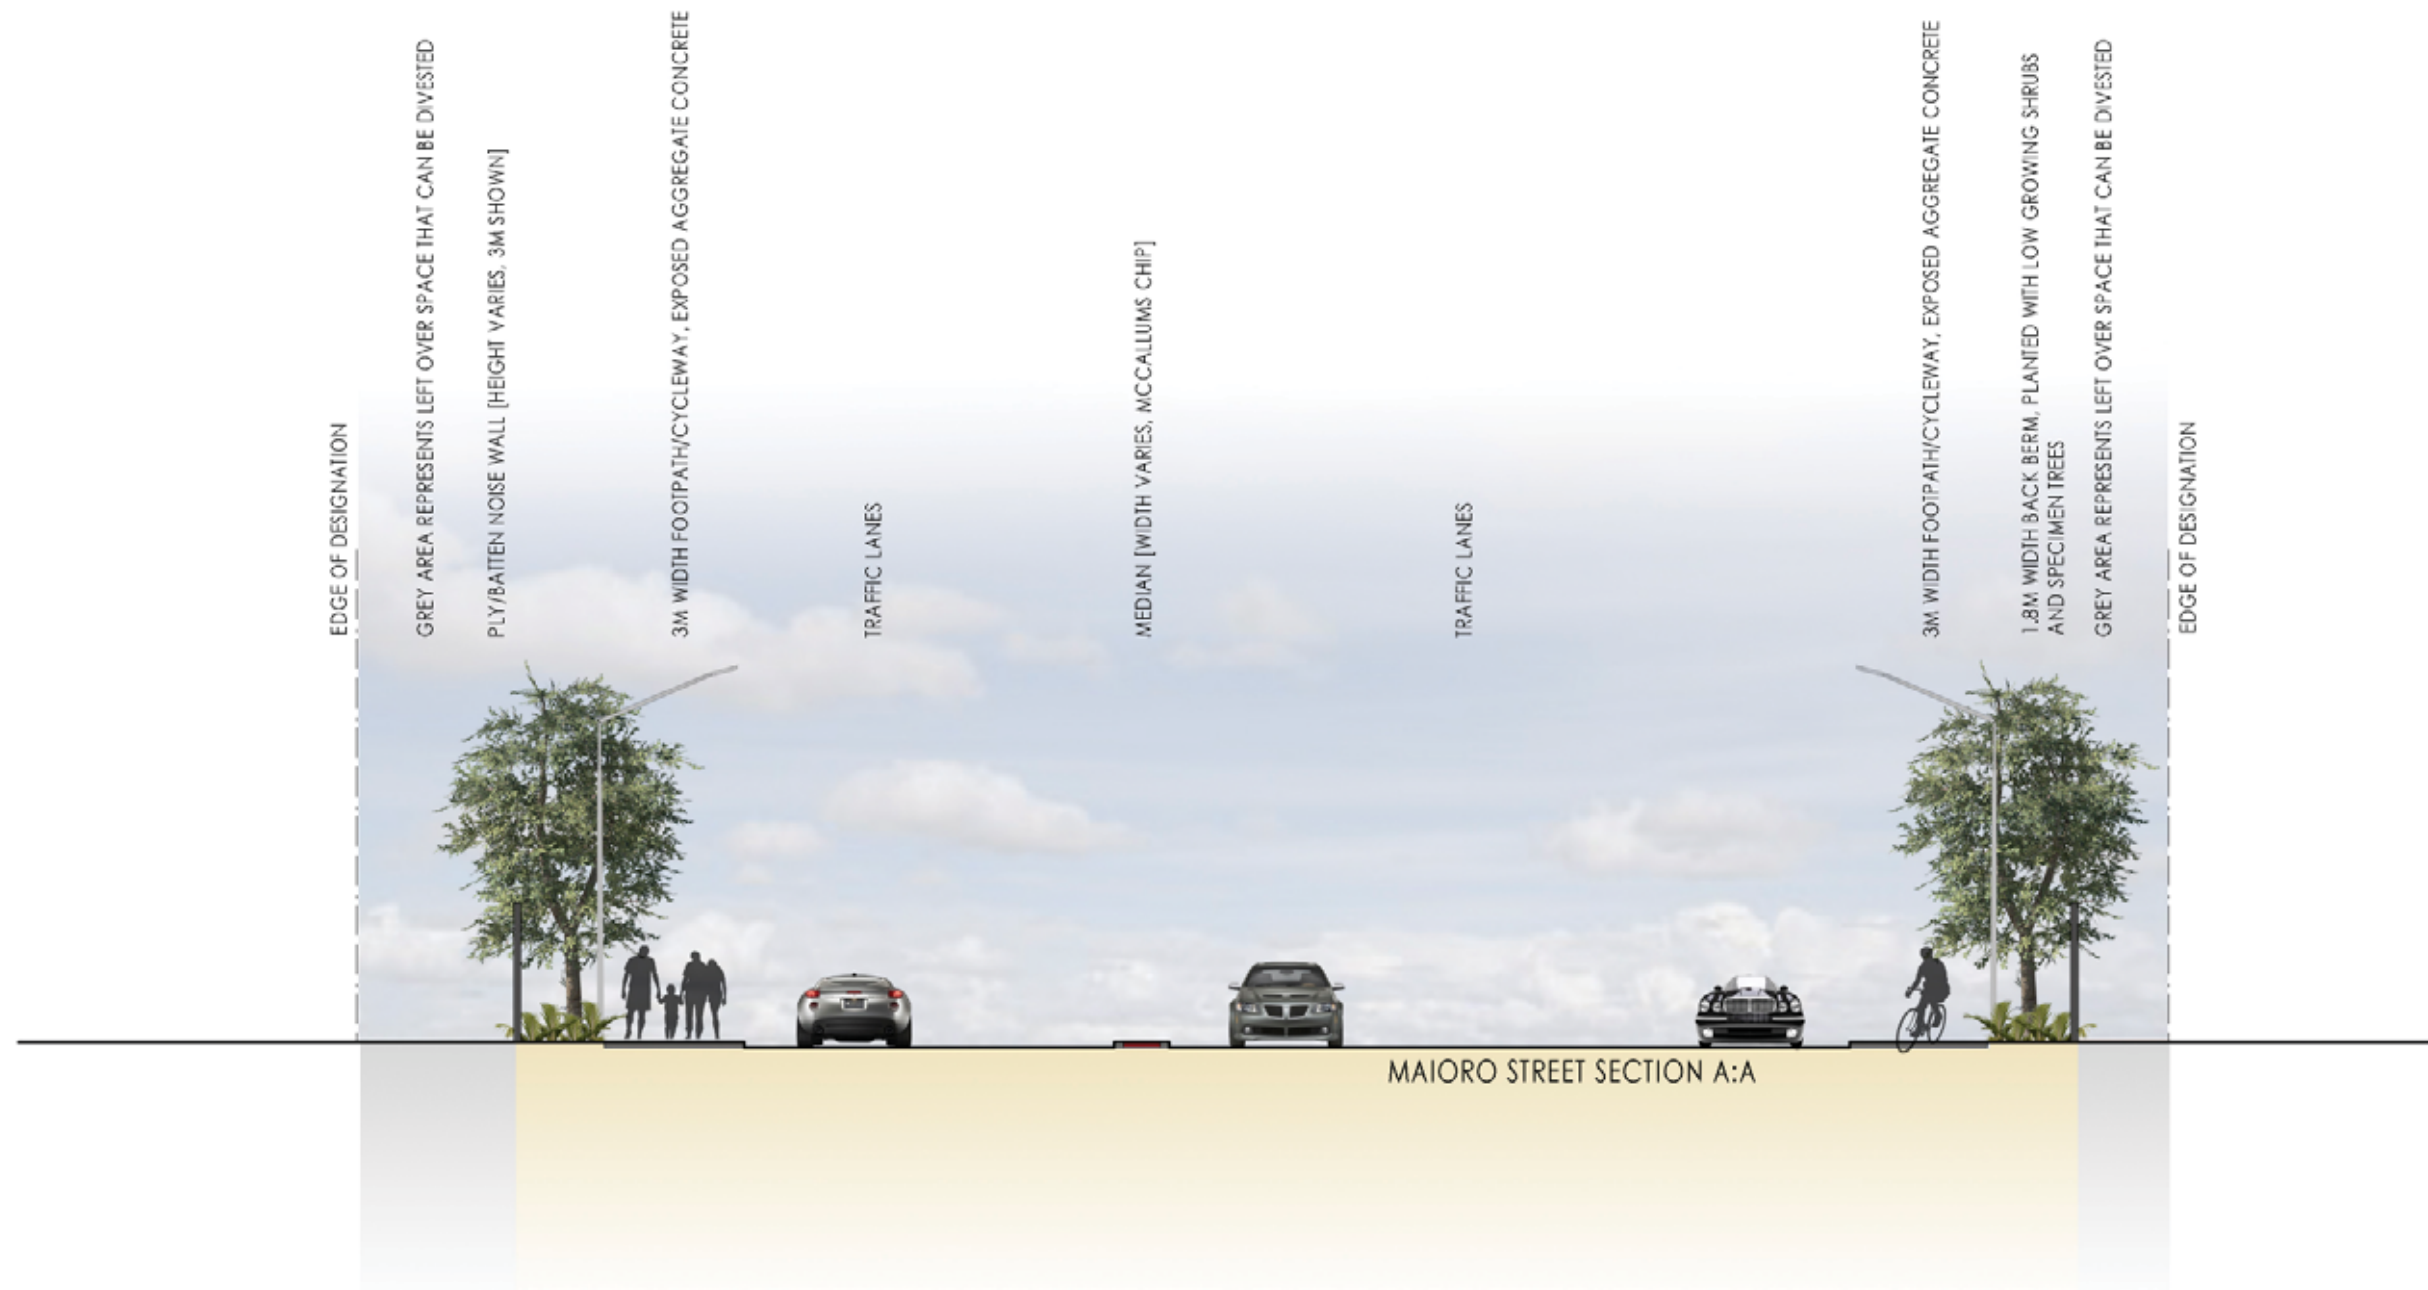 EDGE OF DESIGNATION
GREY AREA REPRESENTS LEFT OVER SPACE THAT CAN BE DIVESTED
PLY/BATTEN NOISE WALL [HEIGHT VARIES, 3M SHOWN]
3M WIDTH FOOTPATH/CYCLEWAY, EXPOSED AGGREGATE CONCRETE
TRAFFIC LANES
MEDIAN [WIDTH VARIES, MCCALLUMS CHIP]
TRAFFIC LANES
3M WIDTH FOOTPATH/CYCLEWAY, EXPOSED AGGREGATE CONCRETE
1.8M WIDTH BACK BERM, PLANTED WITH LOW GROWING SHRUBS
AND SPECIMEN TREES
GREY AREA REPRESENTS LEFT OVER SPACE THAT CAN BE DIVESTED
EDGE OF DESIGNATION
MAIORO STREET SECTION A:A